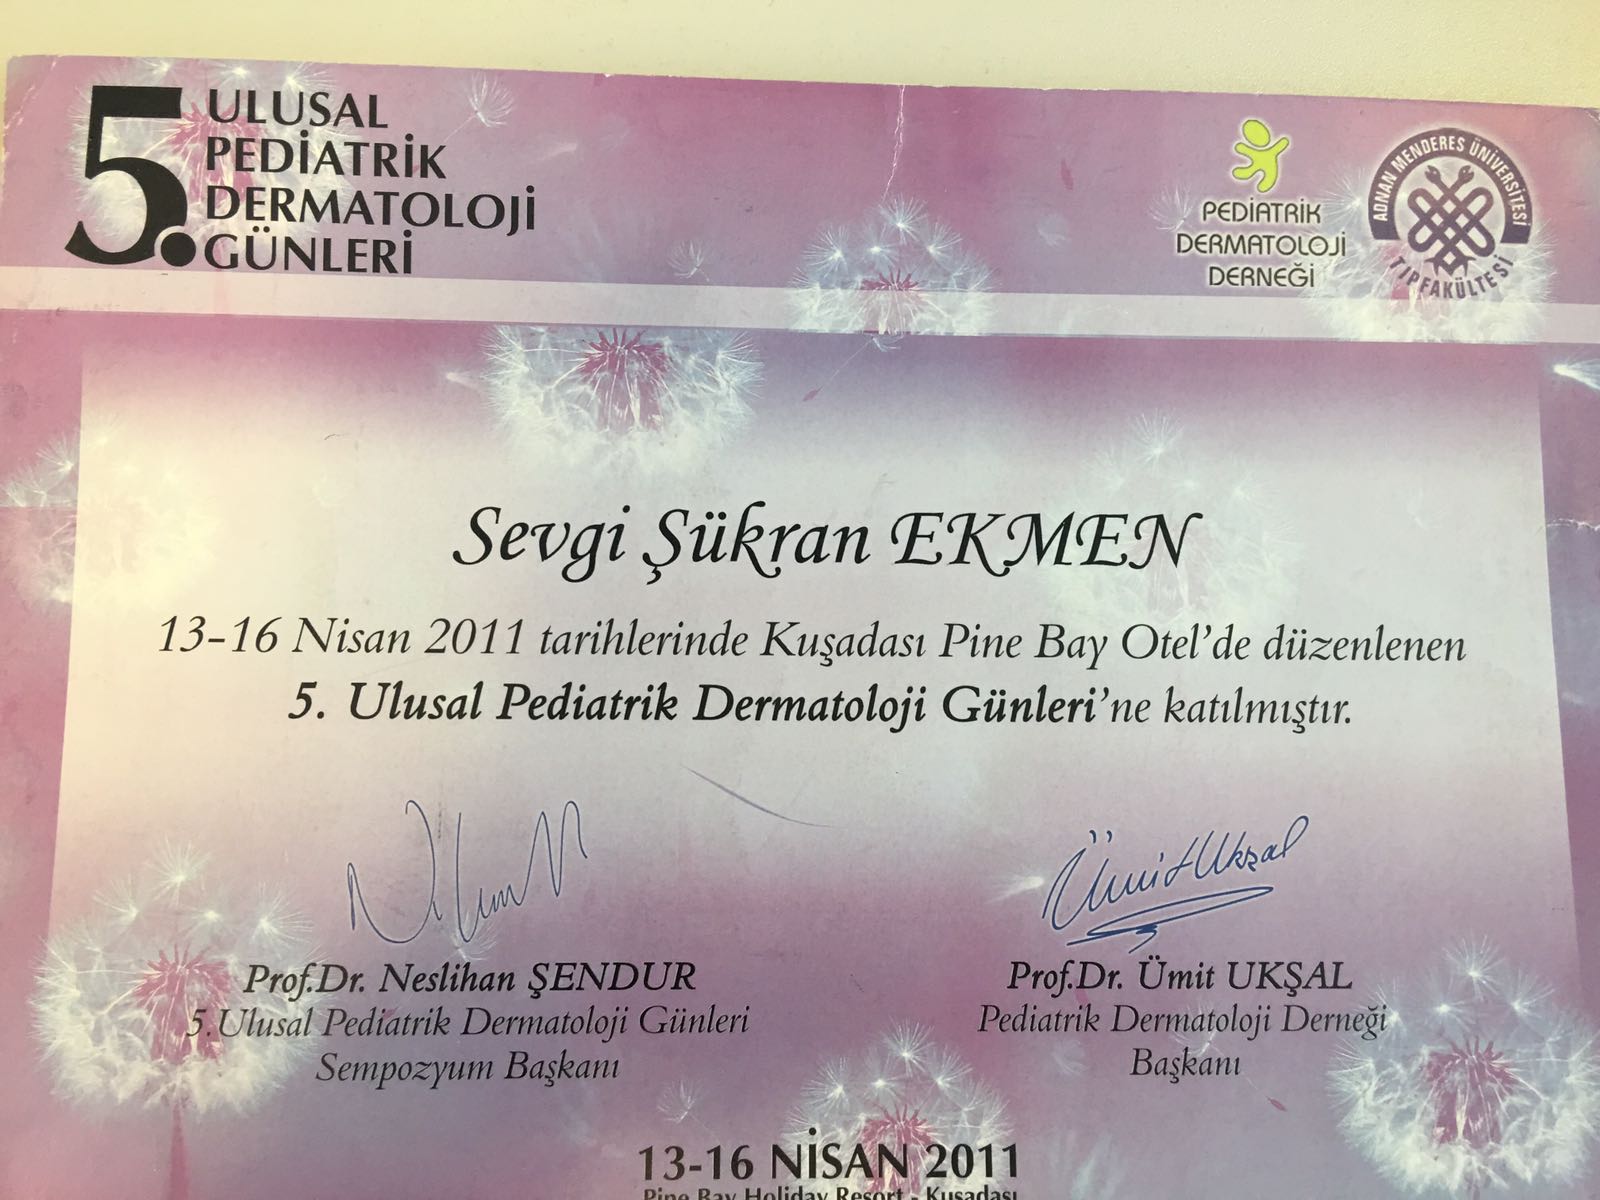 5.
ULUSAL
PEDİATRİK
DERMATOLOJİ
GÜNLERİ
PEDİATRİK
DERMATOLOJİ
DERNEĞİ
ADNAN MENDERES ÜNİVERSİTESİ
TIP FAKÜLTESİ
Sevgi Şükran EKMEN
13-16 Nisan 2011 tarihlerinde Kuşadası Pine Bay Otel'de düzenlenen
5. Ulusal Pediatrik Dermatoloji Günleri'ne katılmıştır.
Ümit Ukşal
Prof.Dr. Neslihan ŞENDUR
5.Ulusal Pediatrik Dermatoloji Günleri
Sempozyum Başkanı
Prof.Dr. Ümit UKŞAL
Pediatrik Dermatoloji Derneği
Başkanı
13-16 NİSAN 2011
Pine Bay Holiday Resort - Kuşadası